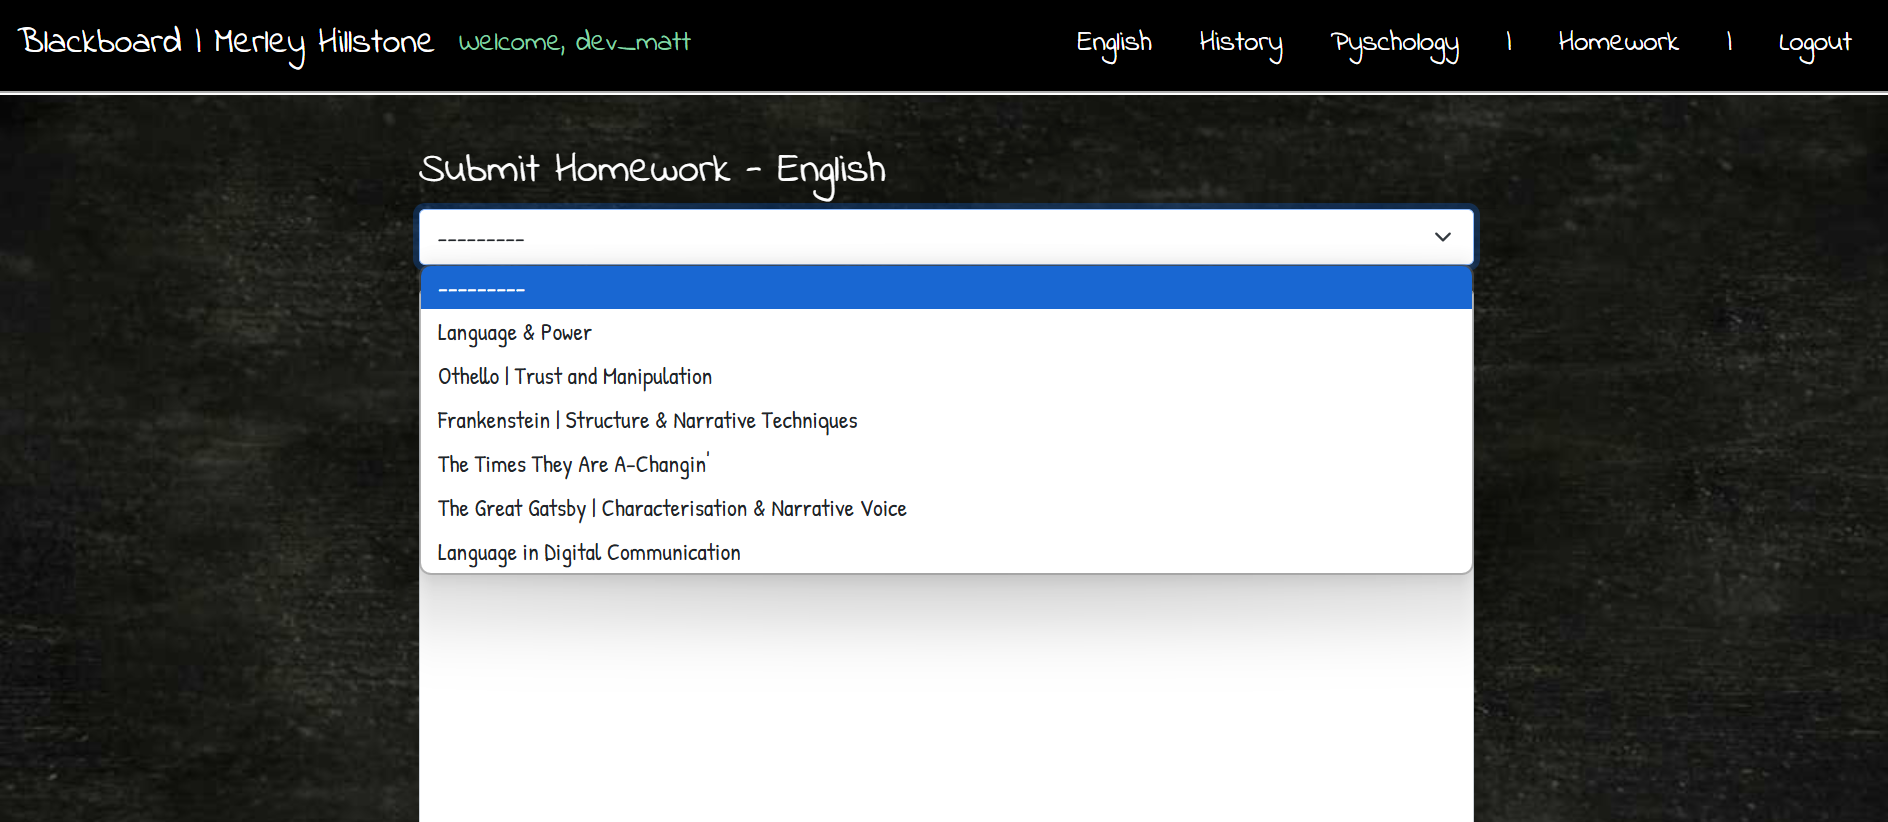 Blackboard | Merley Hillstone Welcome, dev_matt English History Pyschology | Homework | Logout
Submit Homework - English
---------
---------
Language & Power
Othello | Trust and Manipulation
Frankenstein | Structure & Narrative Techniques
The Times They Are A-Changin'
The Great Gatsby | Characterisation & Narrative Voice
Language in Digital Communication